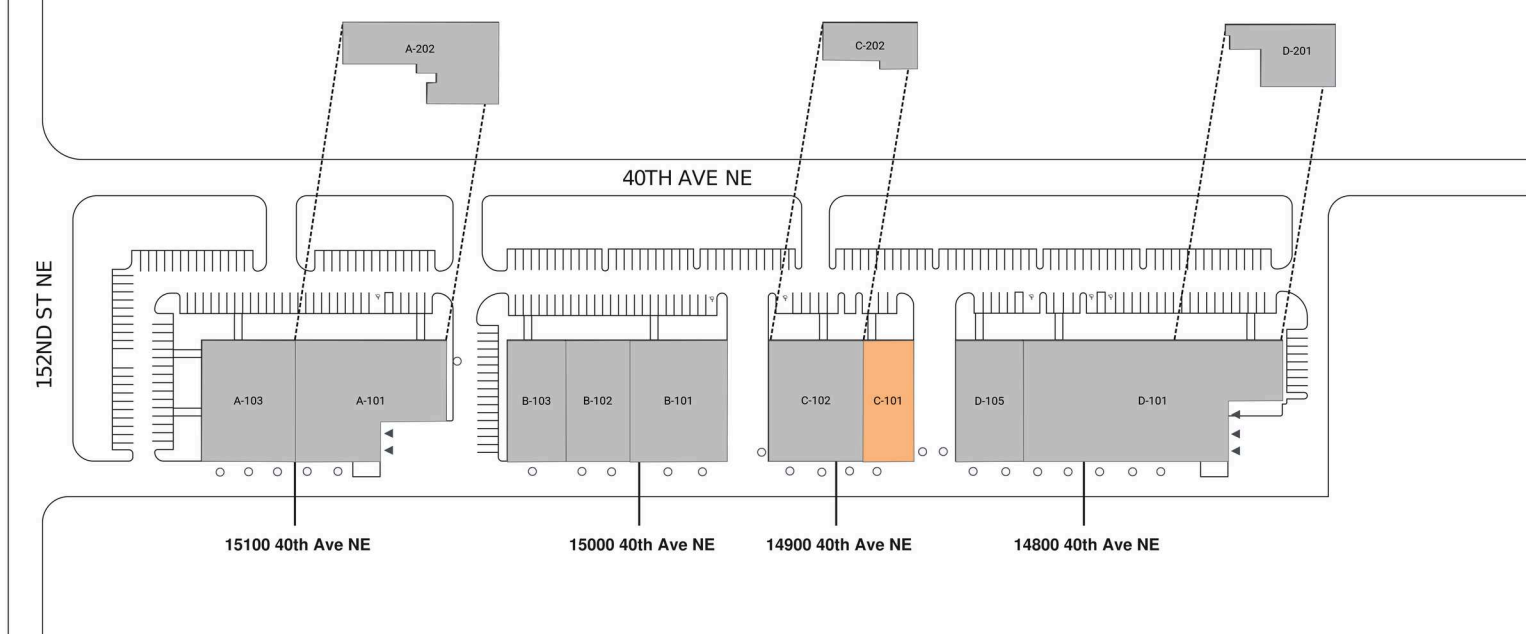 A-202
C-202
D-201
40TH AVE NE
152ND ST NE
A-103
A-101
B-103
B-102
B-101
C-102
C-101
D-105
D-101
15100 40th Ave NE
15000 40th Ave NE
14900 40th Ave NE
14800 40th Ave NE